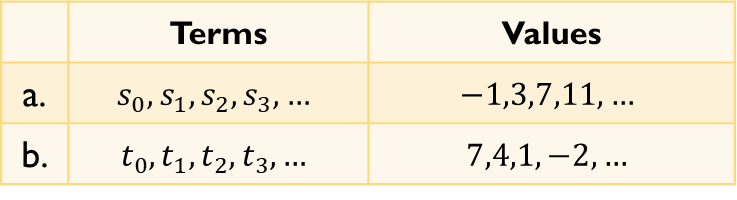 Terms Values
a. s₀, s₁, s₂, s₃, … −1,3,7,11, …
b. t₀, t₁, t₂, t₃, … 7,4,1, −2, …